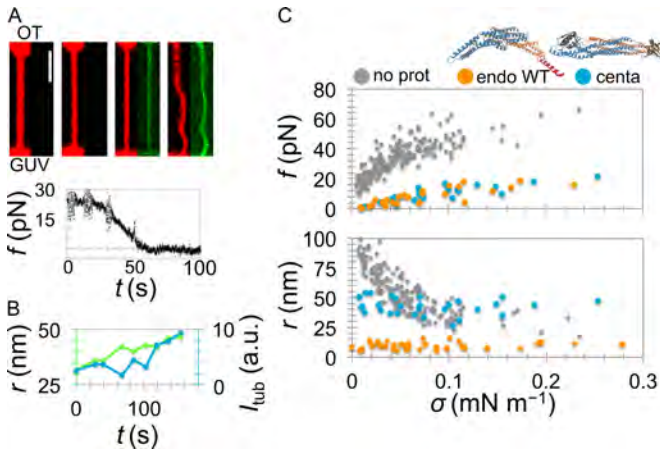 A
OT
GUV
f (pN)
30
15
0
0 50 100
t (s)
B
r (nm)
50
25
10
0
I_tub (a.u.)
0 100
t (s)
C
no prot endo WT centa
f (pN)
80
60
40
20
0
r (nm)
100
75
50
25
0
0 0.1 0.2 0.3
σ (mN m⁻¹)